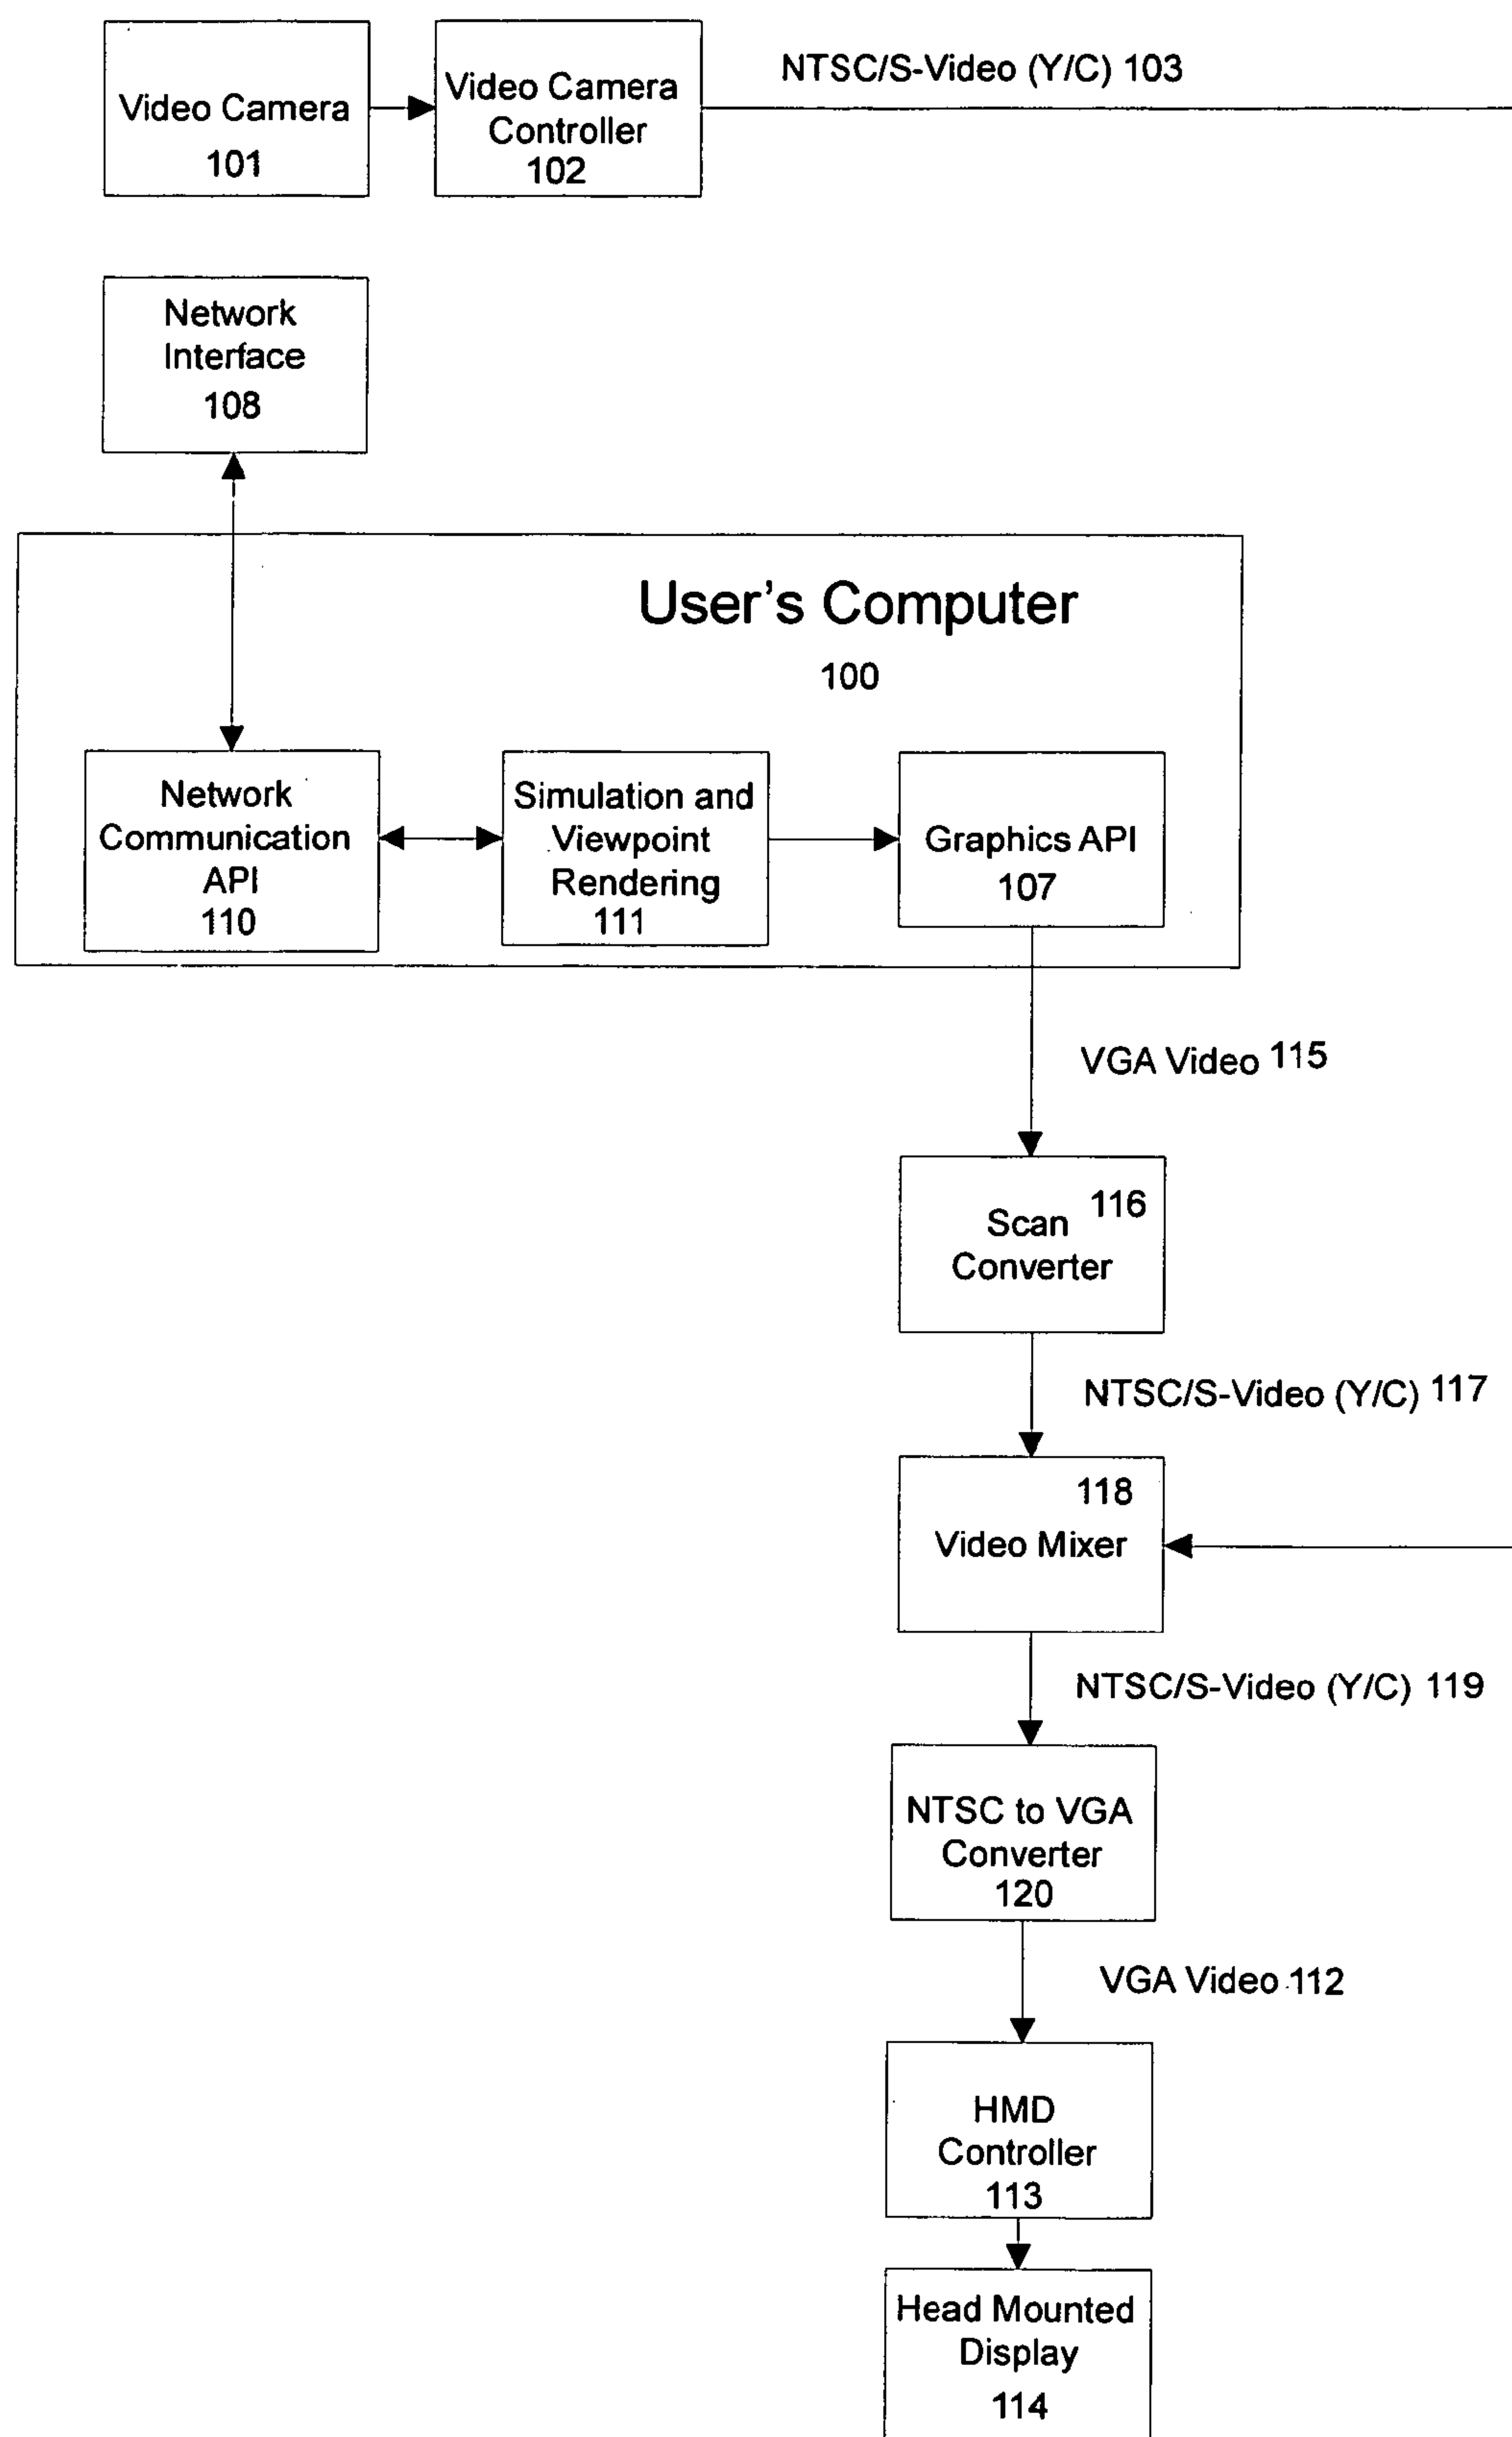 Video Camera
101
Video Camera
Controller
102
NTSC/S-Video (Y/C) 103
Network
Interface
108
User's Computer
100
Network
Communication
API
110
Simulation and
Viewpoint
Rendering
111
Graphics API
107
VGA Video 115
116
Scan
Converter
NTSC/S-Video (Y/C) 117
118
Video Mixer
NTSC/S-Video (Y/C) 119
NTSC to VGA
Converter
120
VGA Video 112
HMD
Controller
113
Head Mounted
Display
114